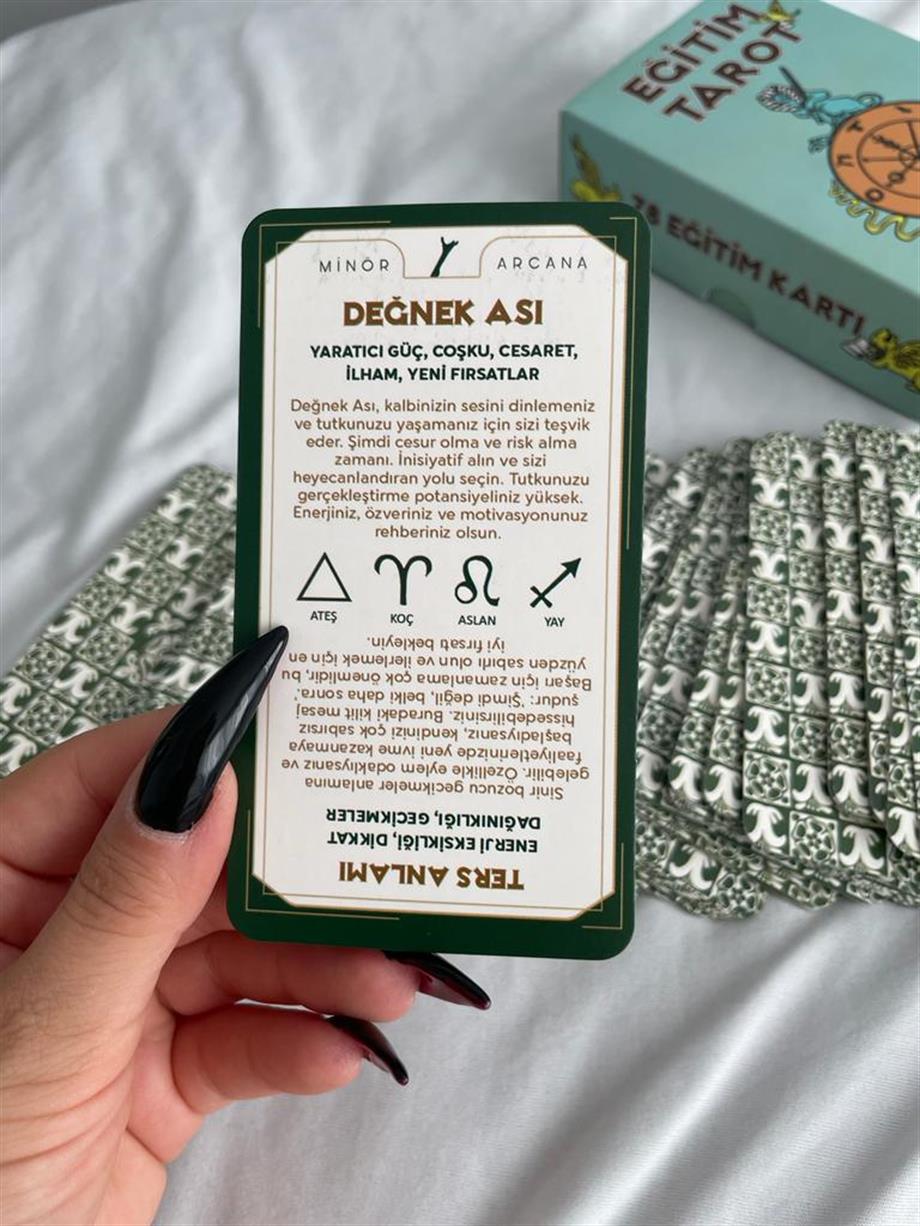 EĞİTİM
TAROT
78 EĞİTİM KARTI
MİNÖR ARCANA
DEĞNEK ASI
YARATICI GÜÇ, COŞKU, CESARET,
İLHAM, YENİ FIRSATLAR
Değnek Ası, kalbinizin sesini dinlemeniz
ve tutkunuzu yaşamanız için sizi teşvik
eder. Şimdi cesur olma ve risk alma
zamanı. İnisiyatif alın ve sizi
heyecanlandıran yolu seçin. Tutkunuzu
gerçekleştirme potansiyeliniz yüksek.
Enerjiniz, özveriniz ve motivasyonunuz
rehberiniz olsun.
ATEŞ KOÇ ASLAN YAY
TERS ANLAMI
ENERJİ EKSİKLİĞİ, DİKKAT
DAĞINIKLIĞI, GECİKMELER
Sinir bozucu gecikmeler anlamına
gelebilir. Özellikle eylem odaklıysanız ve
faaliyetlerinizde yeni ivme kazanmaya
başladıysanız, kendinizi çok sabırsız
hissedebilirsiniz. Buradaki kilit mesaj
şudur: 'Şimdi değil, belki daha sonra.'
Başarı için zamanlama çok önemlidir, bu
yüzden sabırlı olun ve ilerlemek için en
iyi fırsatı bekleyin.